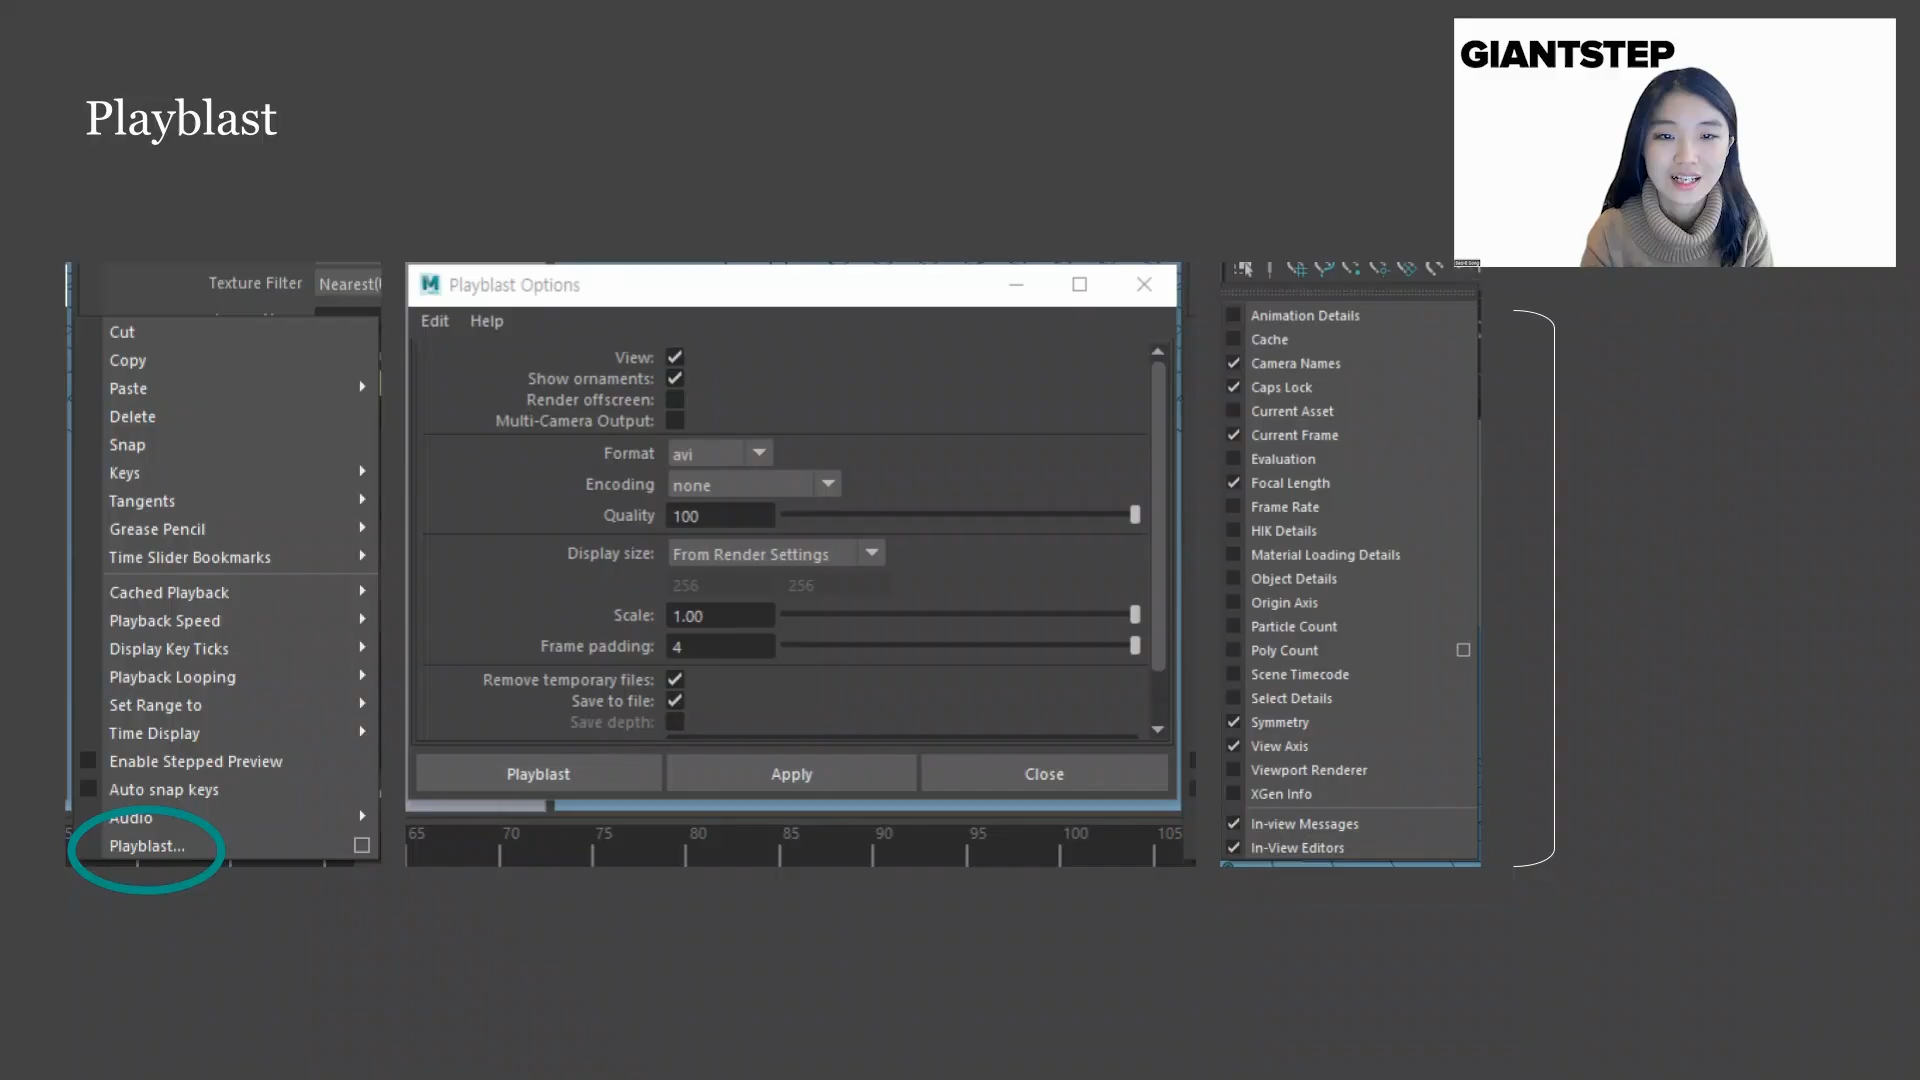 GIANTSTEP
Playblast
Texture Filter
Nearest(
Cut
Copy
Paste
Delete
Snap
Keys
Tangents
Grease Pencil
Time Slider Bookmarks
Cached Playback
Playback Speed
Display Key Ticks
Playback Looping
Set Range to
Time Display
Enable Stepped Preview
Auto snap keys
Audio
Playblast...
Playblast Options
Edit Help
View:
Show ornaments:
Render offscreen:
Multi-Camera Output:
Format avi
Encoding none
Quality 100
Display size: From Render Settings
256 256
Scale: 1.00
Frame padding: 4
Remove temporary files:
Save to file:
Save depth:
Playblast Apply Close
65 70 75 80 85 90 95 100 105
Animation Details
Cache
Camera Names
Caps Lock
Current Asset
Current Frame
Evaluation
Focal Length
Frame Rate
HIK Details
Material Loading Details
Object Details
Origin Axis
Particle Count
Poly Count
Scene Timecode
Select Details
Symmetry
View Axis
Viewport Renderer
XGen Info
In-view Messages
In-View Editors